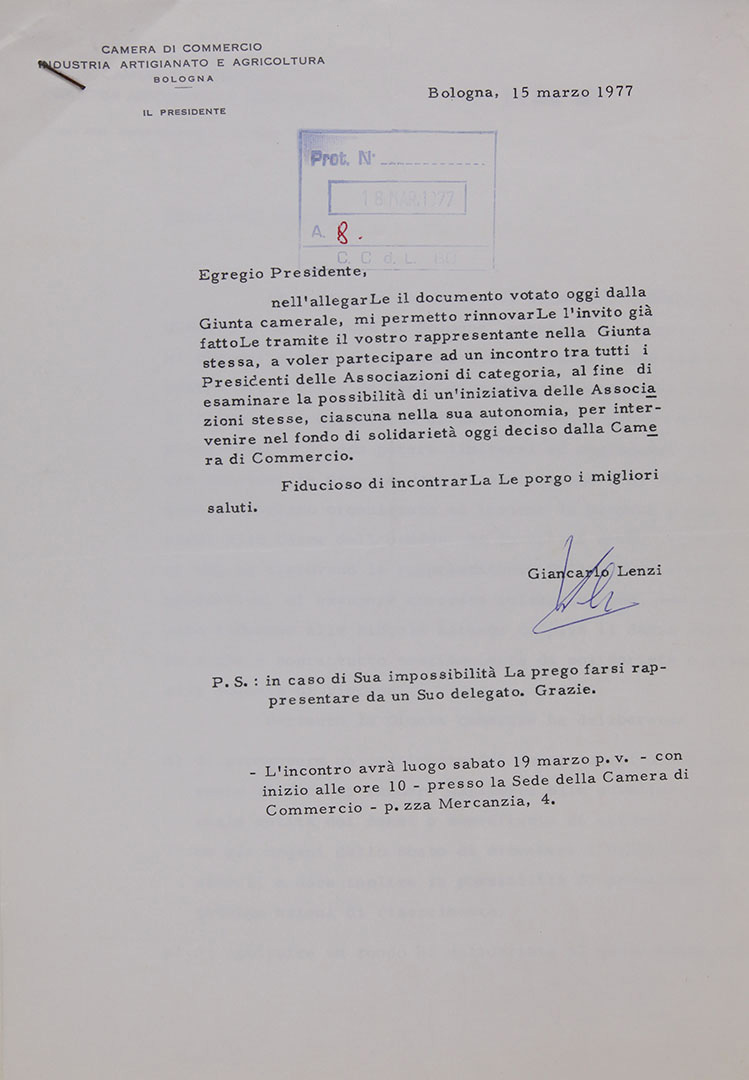 CAMERA DI COMMERCIO
INDUSTRIA ARTIGIANATO E AGRICOLTURA
BOLOGNA
IL PRESIDENTE
Bologna, 15 marzo 1977
Prot. N°
18 MAR. 1977
A. 8.
C. C d. L. BO
Egregio Presidente,
nell'allegarLe il documento votato oggi dalla
Giunta camerale, mi permetto rinnovarLe l'invito già
fattoLe tramite il vostro rappresentante nella Giunta
stessa, a voler partecipare ad un incontro tra tutti i
Presidenti delle Associazioni di categoria, al fine di
esaminare la possibilità di un'iniziativa delle Associa
zioni stesse, ciascuna nella sua autonomia, per inter-
venire nel fondo di solidarietà oggi deciso dalla Came
ra di Commercio.
Fiducioso di incontrarLa Le porgo i migliori
saluti.
Giancarlo Lenzi
P. S. : in caso di Sua impossibilità La prego farsi rap-
presentare da un Suo delegato. Grazie.
- L'incontro avrà luogo sabato 19 marzo p. v. - con
inizio alle ore 10 - presso la Sede della Camera di
Commercio - p. zza Mercanzia, 4.